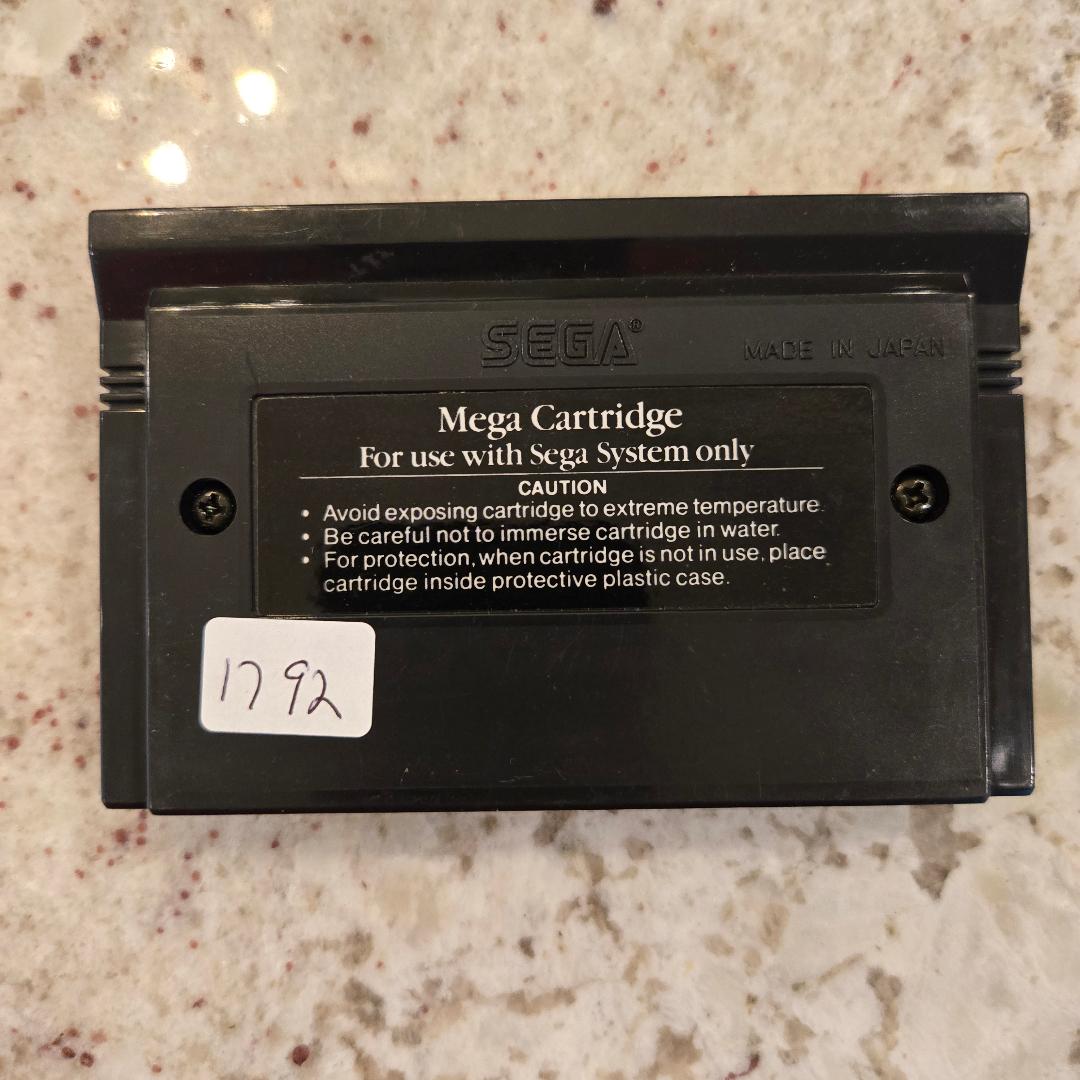 SEGA®
MADE IN JAPAN
Mega Cartridge
For use with Sega System only
CAUTION
• Avoid exposing cartridge to extreme temperature.
• Be careful not to immerse cartridge in water.
• For protection, when cartridge is not in use, place
cartridge inside protective plastic case.
1792